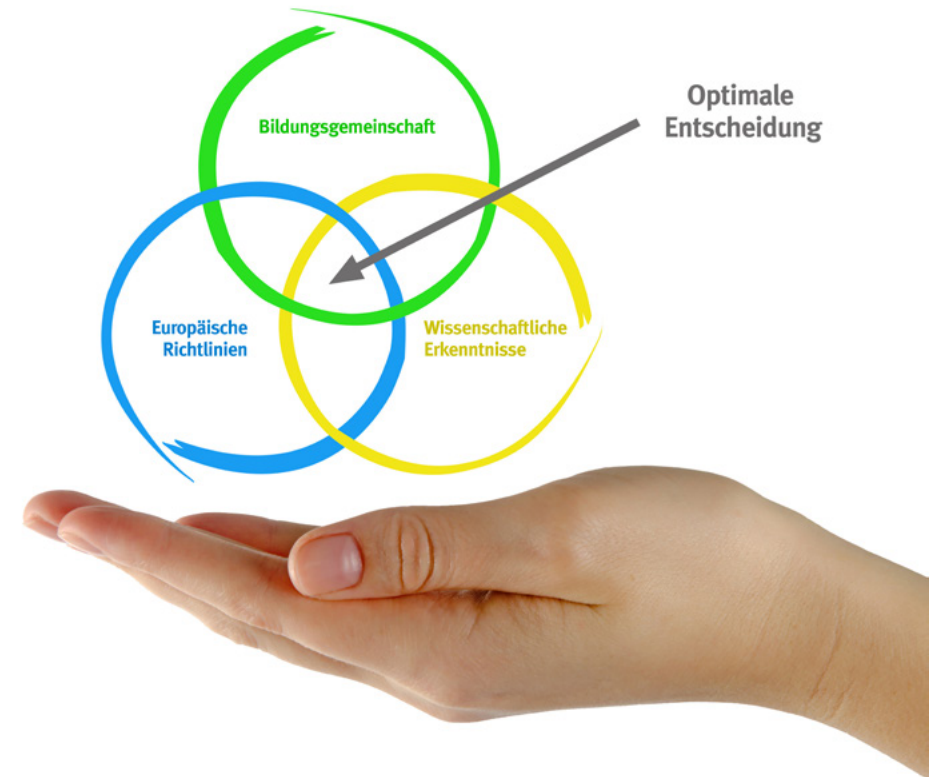 Bildungsgemeinschaft
Optimale
Entscheidung
Europäische
Richtlinien
Wissenschaftliche
Erkenntnisse